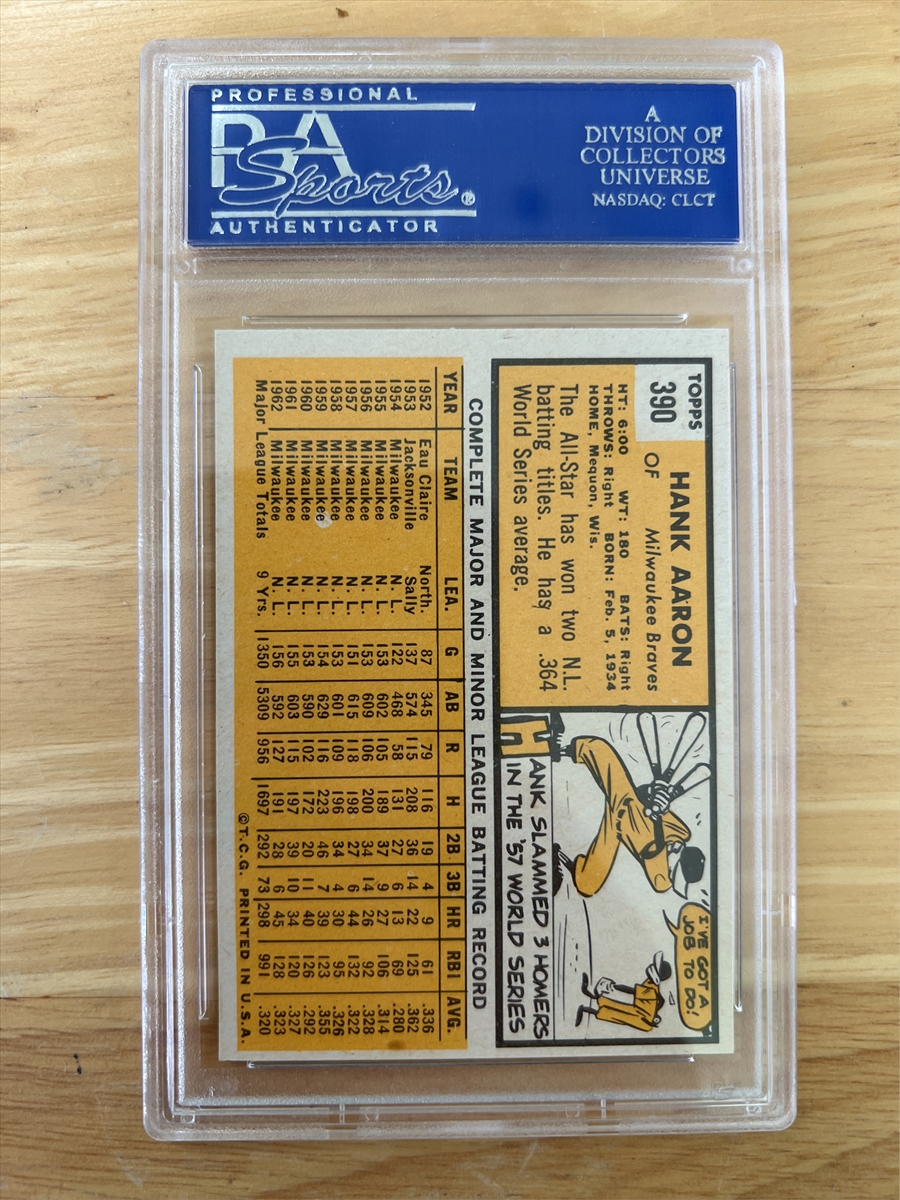 PROFESSIONAL
PSA
Sports®
AUTHENTICATOR
A
DIVISION OF
COLLECTORS
UNIVERSE
NASDAQ: CLCT
TOPPS
390
HANK AARON
OF Milwaukee Braves
HT: 6:00 WT: 180 BATS: Right
THROWS: Right BORN: Feb. 5, 1934
HOME, Mequon, Wis.
The All-Star has won two N.L.
batting titles. He has a .364
World Series average.
I'VE GOT A
JOB TO DO!
HANK SLAMMED 3 HOMERS
IN THE '57 WORLD SERIES
COMPLETE MAJOR AND MINOR LEAGUE BATTING RECORD
YEAR TEAM LEA. G AB R H 2B 3B HR RBI AVG.
1952 Eau Claire North. 87 345 79 116 19 4 9 61 .336
1953 Jacksonville Sally 137 574 115 208 36 14 22 125 .362
1954 Milwaukee N. L. 122 468 58 131 27 6 13 69 .280
1955 Milwaukee N. L. 153 602 105 189 37 9 27 106 .314
1956 Milwaukee N. L. 153 609 106 200 34 14 26 92 .328
1957 Milwaukee N. L. 151 615 118 198 27 6 44 132 .322
1958 Milwaukee N. L. 153 601 109 196 34 4 30 95 .326
1959 Milwaukee N. L. 154 629 116 223 46 7 39 123 .355
1960 Milwaukee N. L. 153 590 102 172 20 11 40 126 .292
1961 Milwaukee N. L. 155 603 115 197 39 10 34 120 .327
1962 Milwaukee N. L. 156 592 127 191 28 6 45 128 .323
Major League Totals 9 Yrs. 1350 5309 956 1697 292 73 298 991 .320
©T.C.G. PRINTED IN U.S.A.